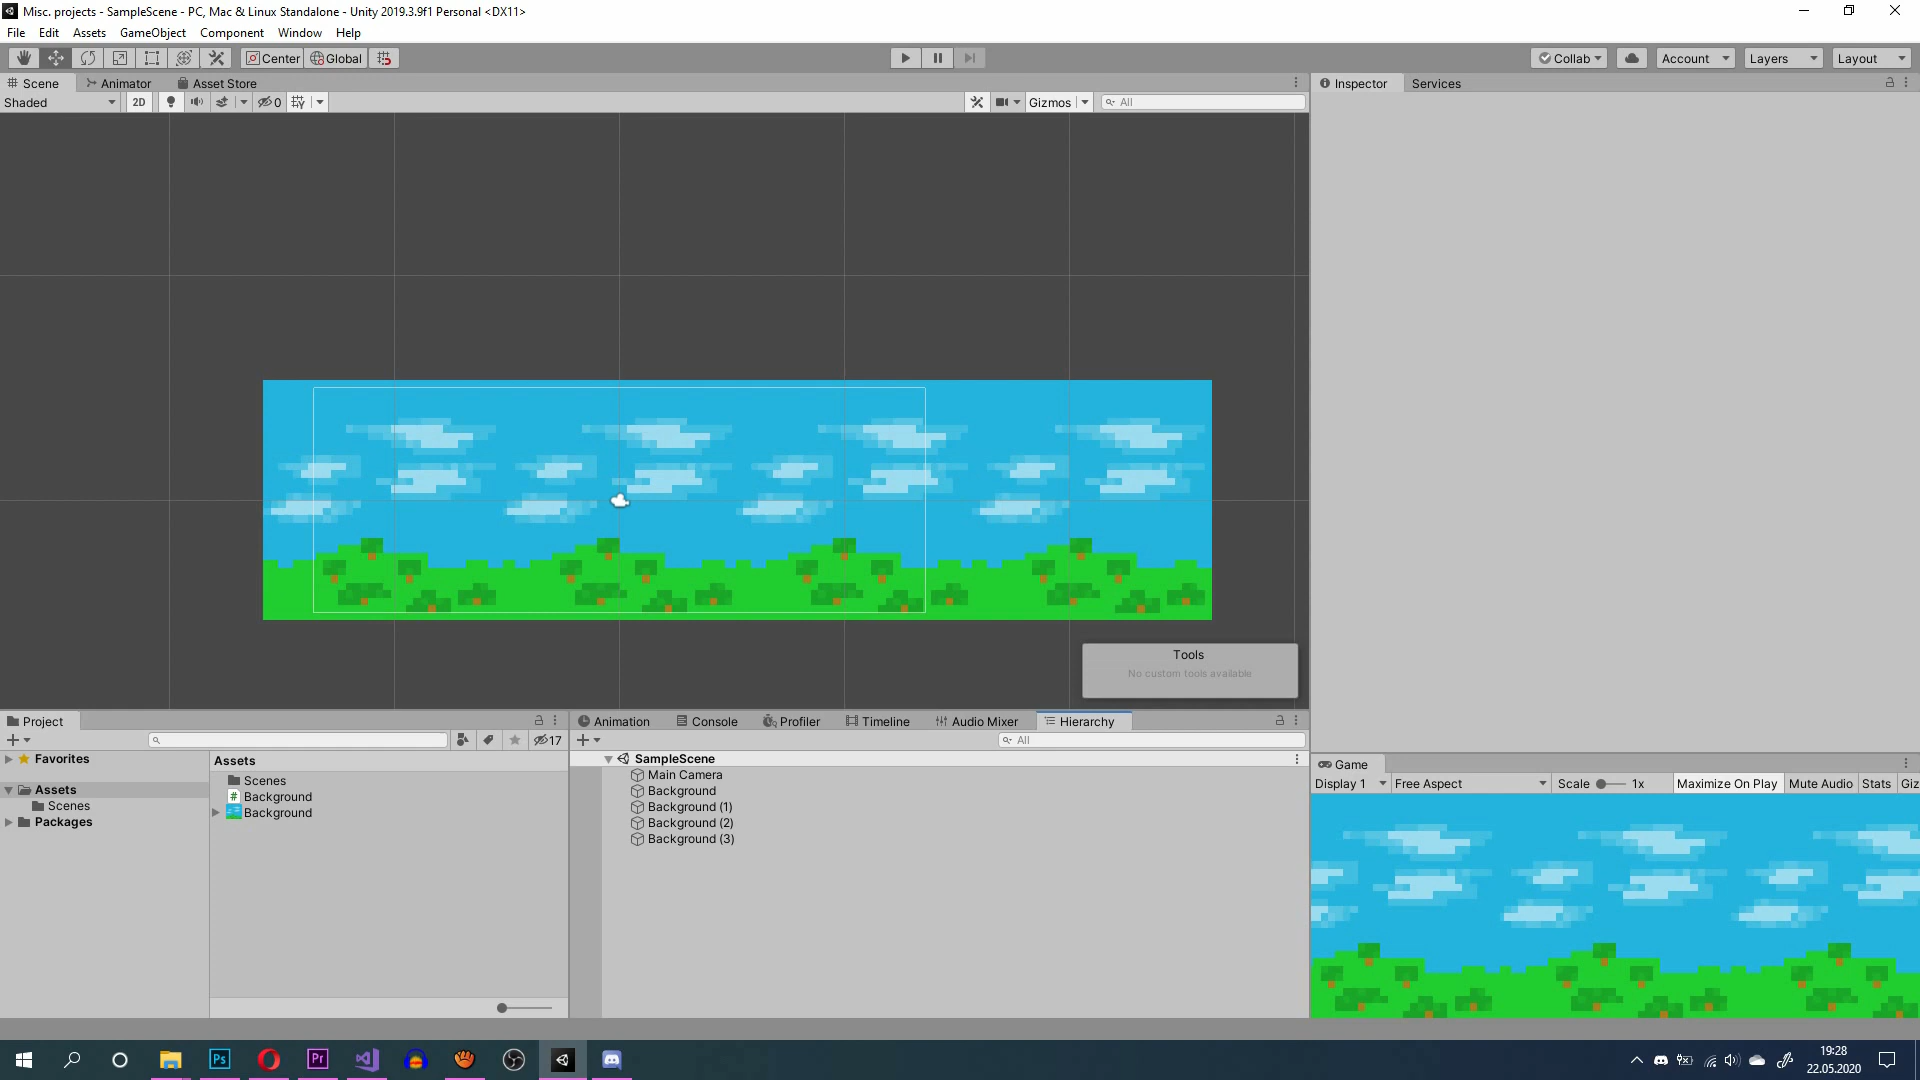 Misc. projects - SampleScene - PC, Mac & Linux Standalone - Unity 2019.3.9f1 Personal <DX11>
File Edit Assets GameObject Component Window Help
Center Global Collab Account Layers Layout
Scene Animator Asset Store Inspector Services
Shaded 2D 0 Gizmos All
Tools
No custom tools available
Project Animation Console Profiler Timeline Audio Mixer Hierarchy
17 All
Favorites
Assets
Scenes
Packages
Assets
Scenes
# Background
Background
SampleScene
Main Camera
Background
Background (1)
Background (2)
Background (3)
Game
Display 1 Free Aspect Scale 1x Maximize On Play Mute Audio Stats Giz
Ps Pr
19:28
22.05.2020